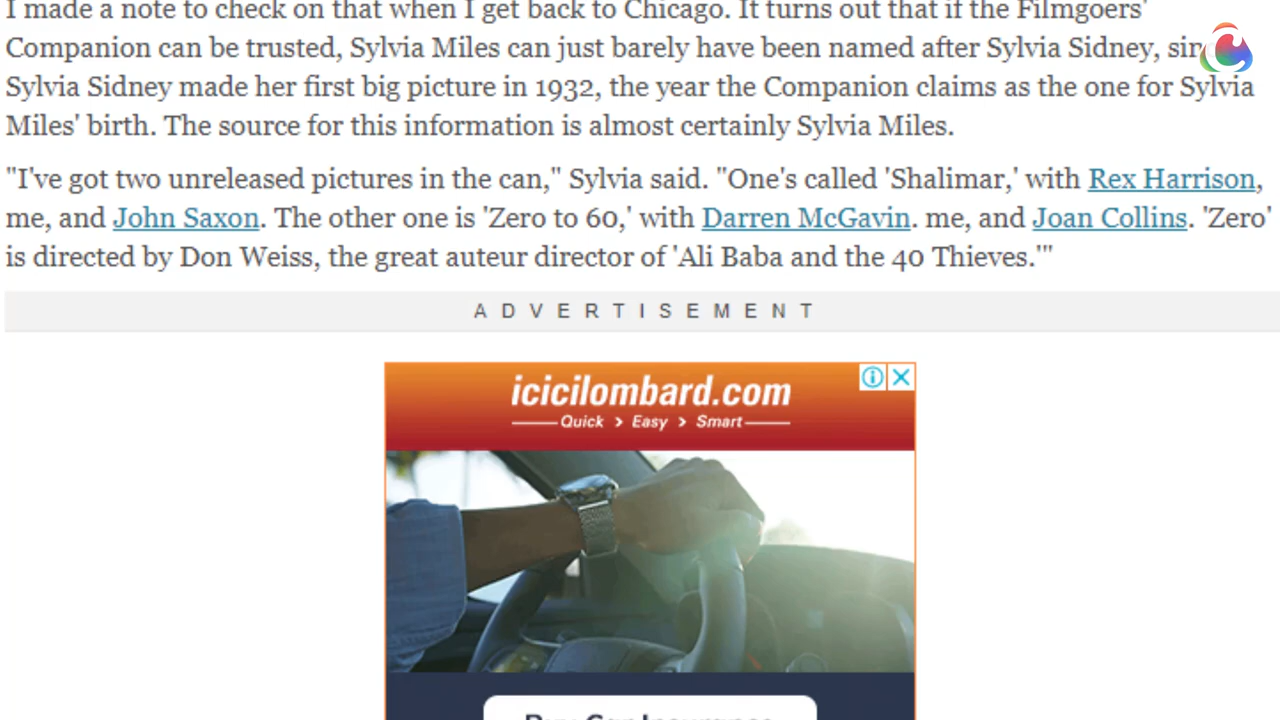 I made a note to check on that when I get back to Chicago. It turns out that if the Filmgoers'
Companion can be trusted, Sylvia Miles can just barely have been named after Sylvia Sidney,
Sylvia Sidney made her first big picture in 1932, the year the Companion claims as the one for Sylvia
Miles' birth. The source for this information is almost certainly Sylvia Miles.
"I've got two unreleased pictures in the can," Sylvia said. "One's called 'Shalimar,' with Rex Harrison,
me, and John Saxon. The other one is 'Zero to 60,' with Darren McGavin. me, and Joan Collins. 'Zero'
is directed by Don Weiss, the great auteur director of 'Ali Baba and the 40 Thieves.'"
ADVERTISEMENT
icicilombard.com
Quick > Easy > Smart